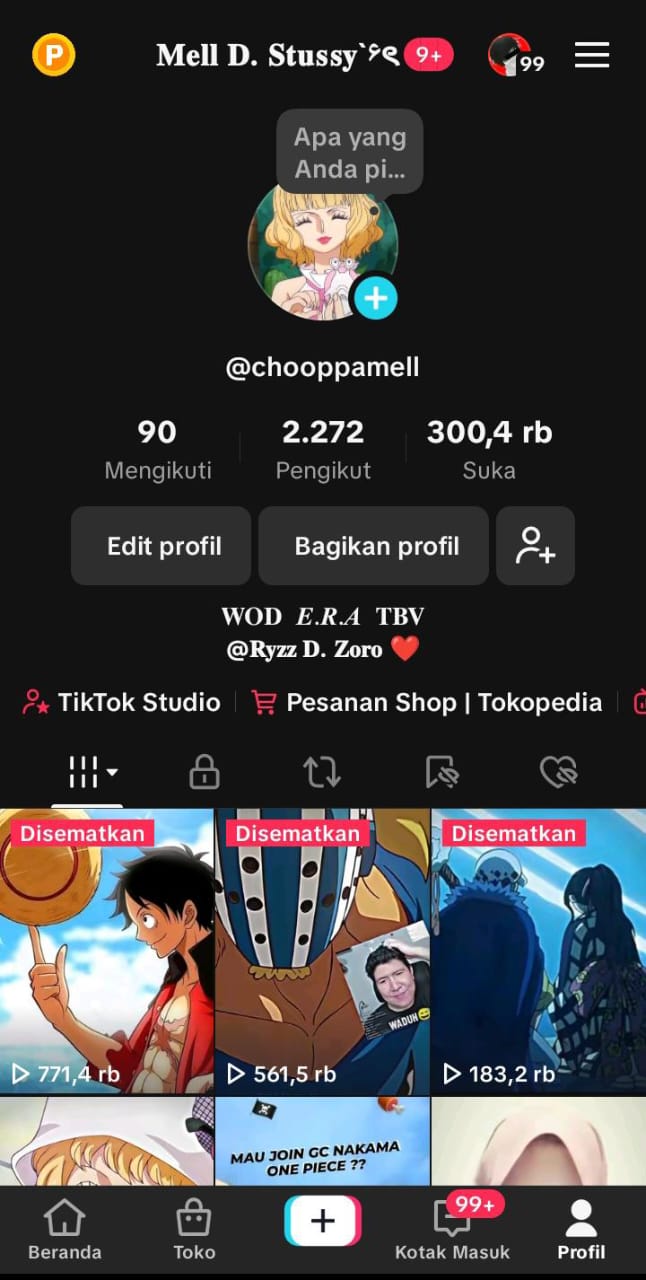 P
Mell D. Stussy`ᯓᡣ𐭩 9+
99
Apa yang
Anda pi...
@chooppamell
90 2.272 300,4 rb
Mengikuti Pengikut Suka
Edit profil Bagikan profil
WOD E.R.A TBV
@Ryzz D. Zoro ❤️
TikTok Studio Pesanan Shop | Tokopedia
Disematkan Disematkan Disematkan
WADUH😅
771,4 rb 561,5 rb 183,2 rb
MAU JOIN GC NAKAMA
ONE PIECE ??
99+
Beranda Toko Kotak Masuk Profil